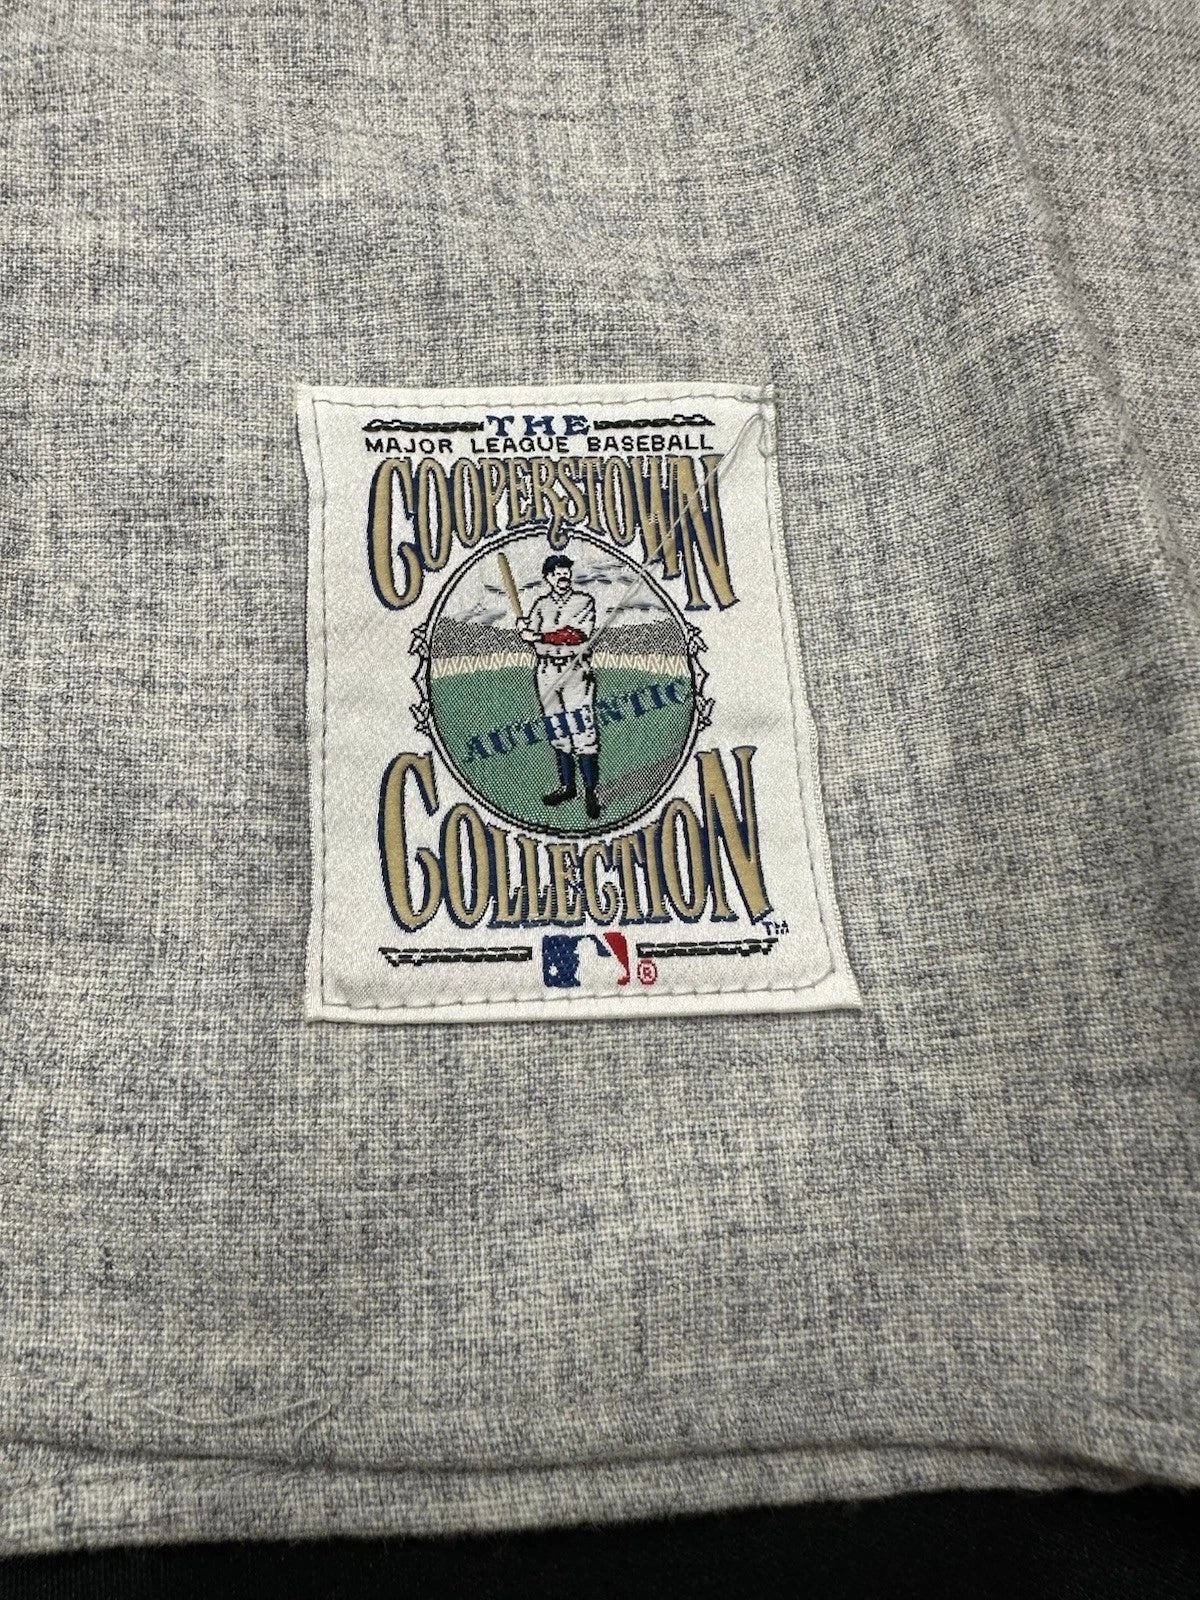 THE
MAJOR LEAGUE BASEBALL
COOPERSTOWN
AUTHENTIC
COLLECTION
TM
®